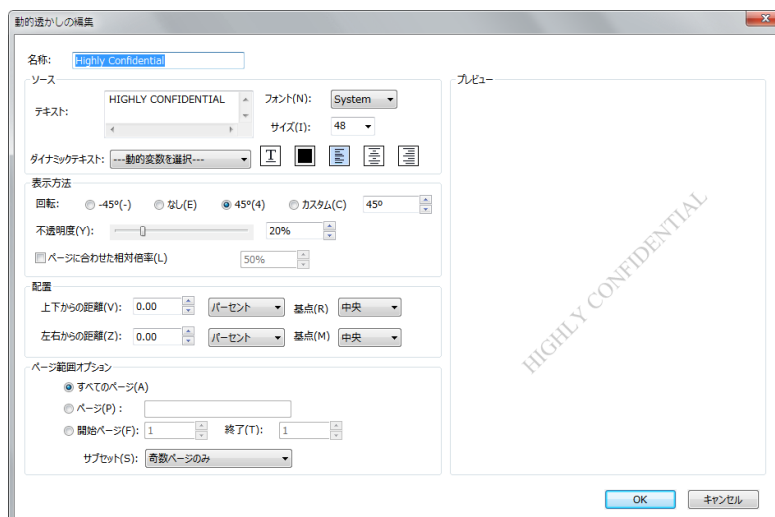 動的透かしの編集
名称: Highly Confidential
ソース
プレビュー
テキスト: HIGHLY CONFIDENTIAL フォント(N): System
サイズ(I): 48
ダイナミックテキスト: ---動的変数を選択--- T
表示方法
回転: -45º(-) なし(E) 45º(4) カスタム(C) 45º
不透明度(Y): 20%
ページに合わせた相対倍率(L) 50%
配置
上下からの距離(V): 0.00 パーセント 基点(R) 中央
左右からの距離(Z): 0.00 パーセント 基点(M) 中央
ページ範囲オプション
すべてのページ(A)
ページ(P) :
開始ページ(F): 1 終了(T): 1
サブセット(S): 奇数ページのみ
HIGHLY CONFIDENTIAL
OK キャンセル